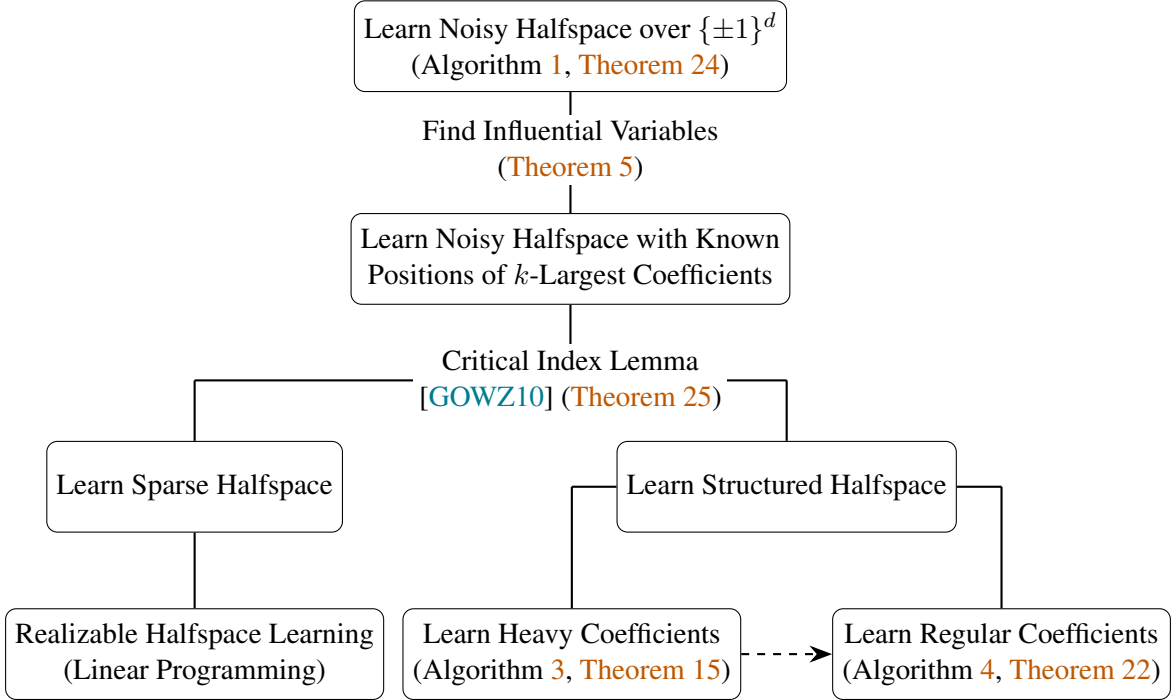 Learn Noisy Halfspace over {±1}^d
(Algorithm 1, Theorem 24)
Find Influential Variables
(Theorem 5)
Learn Noisy Halfspace with Known
Positions of k-Largest Coefficients
Critical Index Lemma
[GOWZ10] (Theorem 25)
Learn Sparse Halfspace
Learn Structured Halfspace
Realizable Halfspace Learning
(Linear Programming)
Learn Heavy Coefficients
(Algorithm 3, Theorem 15)
Learn Regular Coefficients
(Algorithm 4, Theorem 22)